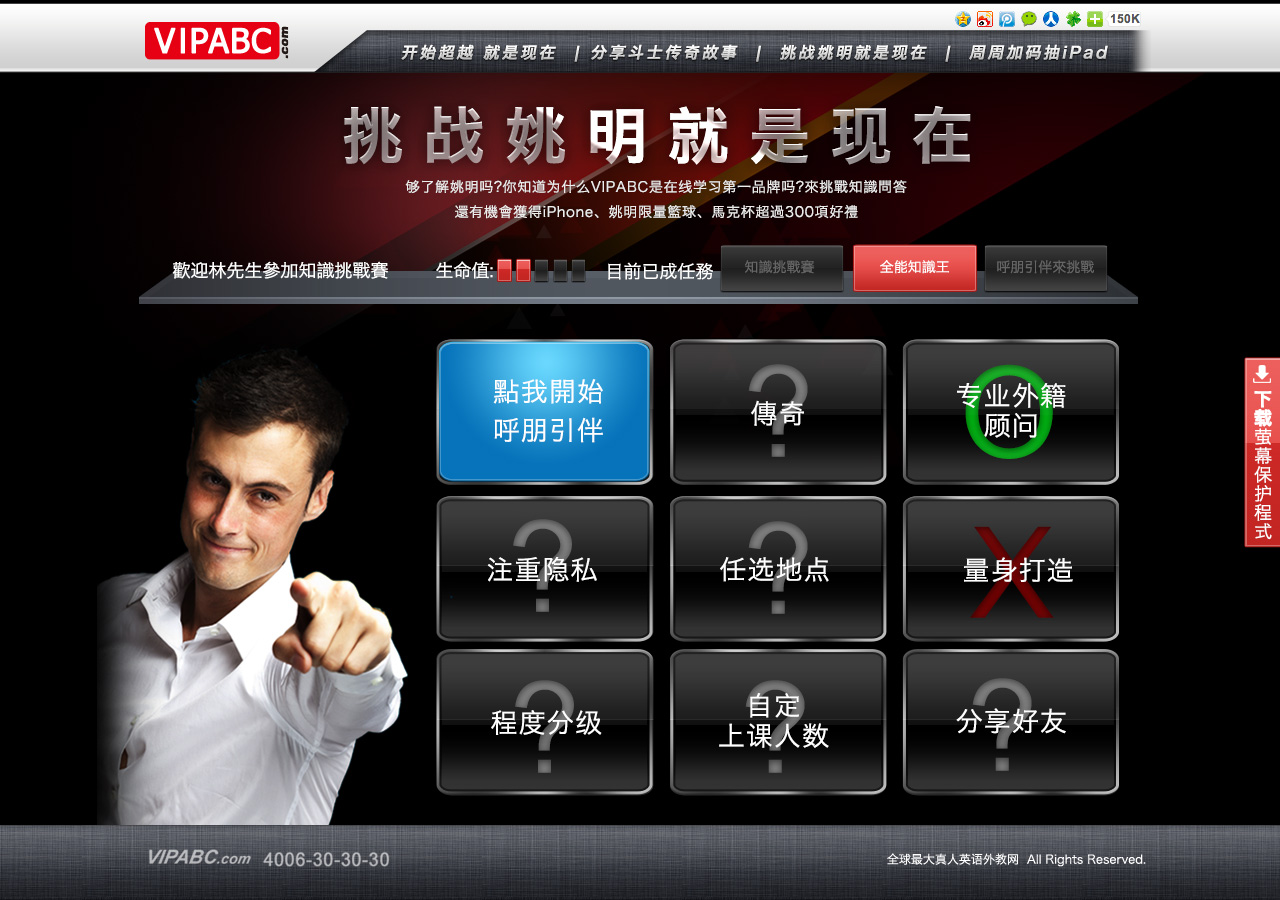 VIPABC.com
150K
开始超越 就是现在 | 分享斗士传奇故事 | 挑战姚明就是现在 | 周周加码抽iPad
挑战姚明就是现在
够了解姚明吗?你知道为什么VIPABC是在线学习第一品牌吗?來挑戰知識問答
還有機會獲得iPhone、姚明限量籃球、馬克杯超過300項好禮
歡迎林先生參加知識挑戰賽 生命值: 目前已成任務 知識挑戰賽 全能知識王 呼朋引伴來挑戰
點我開始
呼朋引伴
?
傳奇
O
专业外籍
顾问
?
注重隐私
?
任选地点
X
量身打造
?
程度分级
?
自定
上课人数
?
分享好友
下载萤幕保护程式
VIPABC.com 4006-30-30-30
全球最大真人英语外教网 All Rights Reserved.